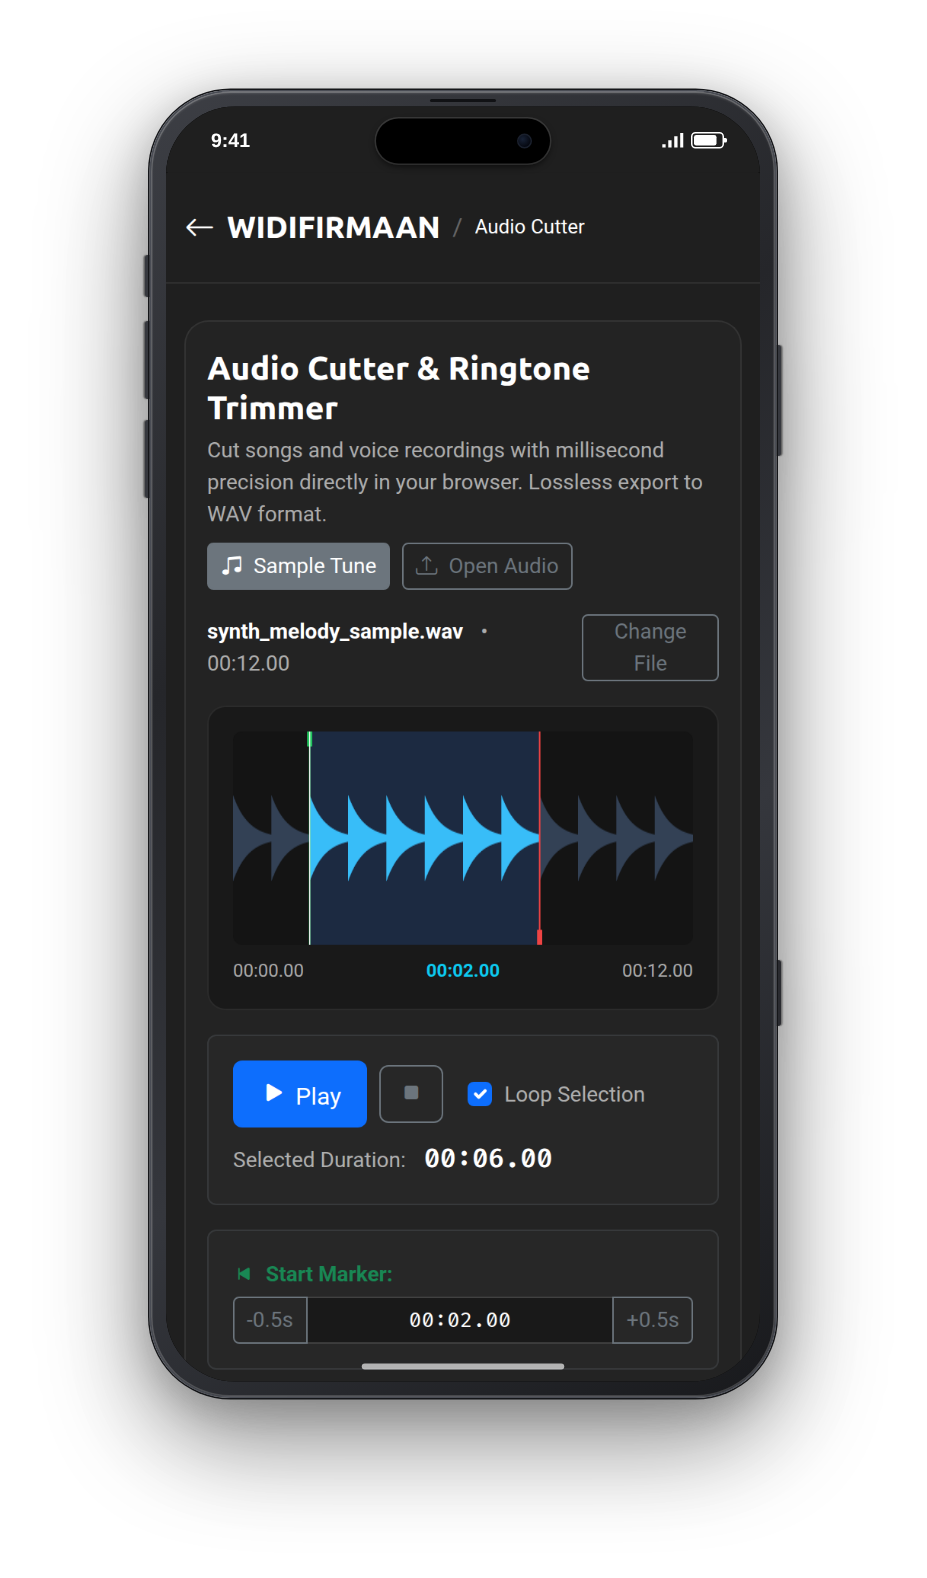 9:41
WIDIFIRMAAN / Audio Cutter
Audio Cutter & Ringtone
Trimmer
Cut songs and voice recordings with millisecond
precision directly in your browser. Lossless export to
WAV format.
Sample Tune Open Audio
synth_melody_sample.wav •
00:12.00
Change
File
00:00.00 00:02.00 00:12.00
Play Loop Selection
Selected Duration: 00:06.00
Start Marker:
-0.5s 00:02.00 +0.5s